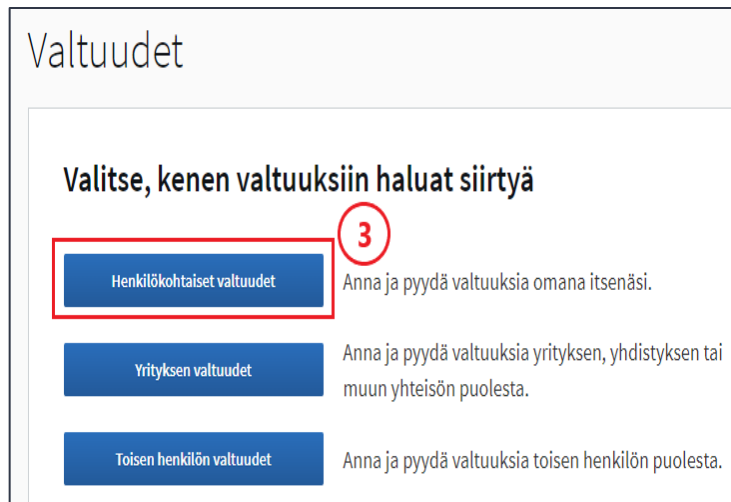 Valtuudet
Valitse, kenen valtuuksiin haluat siirtyä
3
Henkilökohtaiset valtuudet
Anna ja pyydä valtuuksia omana itsenäsi.
Yrityksen valtuudet
Anna ja pyydä valtuuksia yrityksen, yhdistyksen tai
muun yhteisön puolesta.
Toisen henkilön valtuudet
Anna ja pyydä valtuuksia toisen henkilön puolesta.